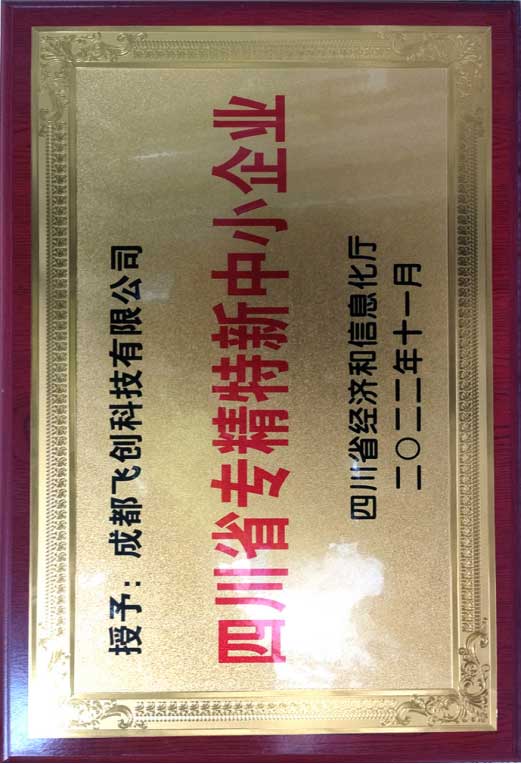 授予：成都飞创科技有限公司
四川省专精特新中小企业
四川省经济和信息化厅
二〇二二年十一月